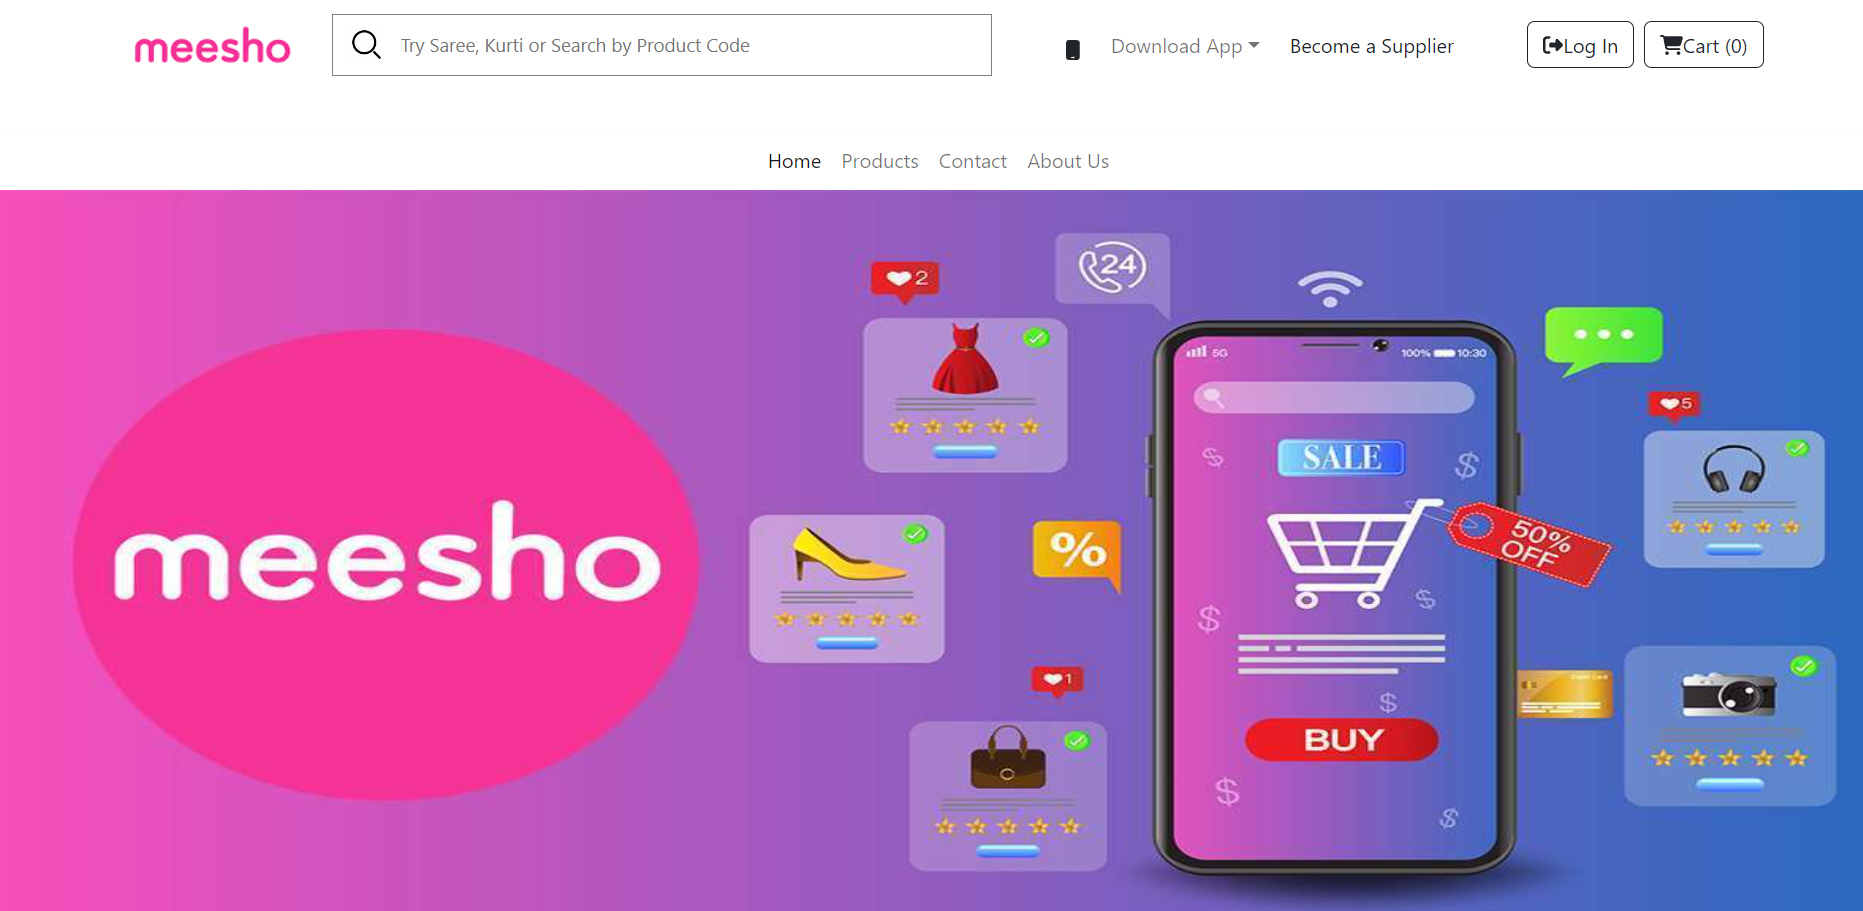 meesho
Try Saree, Kurti or Search by Product Code
Download App
Become a Supplier
Log In
Cart (0)
Home
Products
Contact
About Us
2
24
5G
100%
10:30
5
SALE
50%
OFF
meesho
%
1
BUY